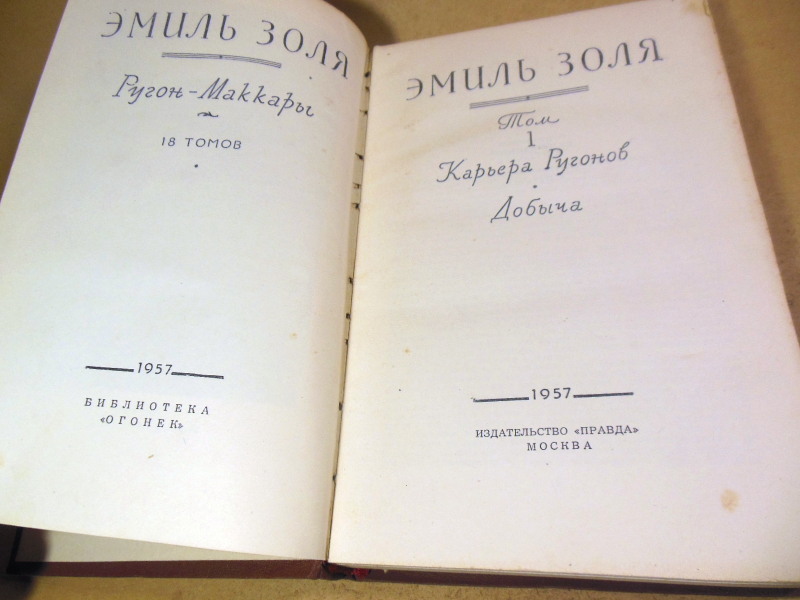 ЭМИЛЬ ЗОЛЯ
Ругон-Маккары
18 ТОМОВ
1957
БИБЛИОТЕКА
«ОГОНЕК»
ЭМИЛЬ ЗОЛЯ
Том
1
Карьера Ругонов
Добыча
1957
ИЗДАТЕЛЬСТВО «ПРАВДА»
МОСКВА